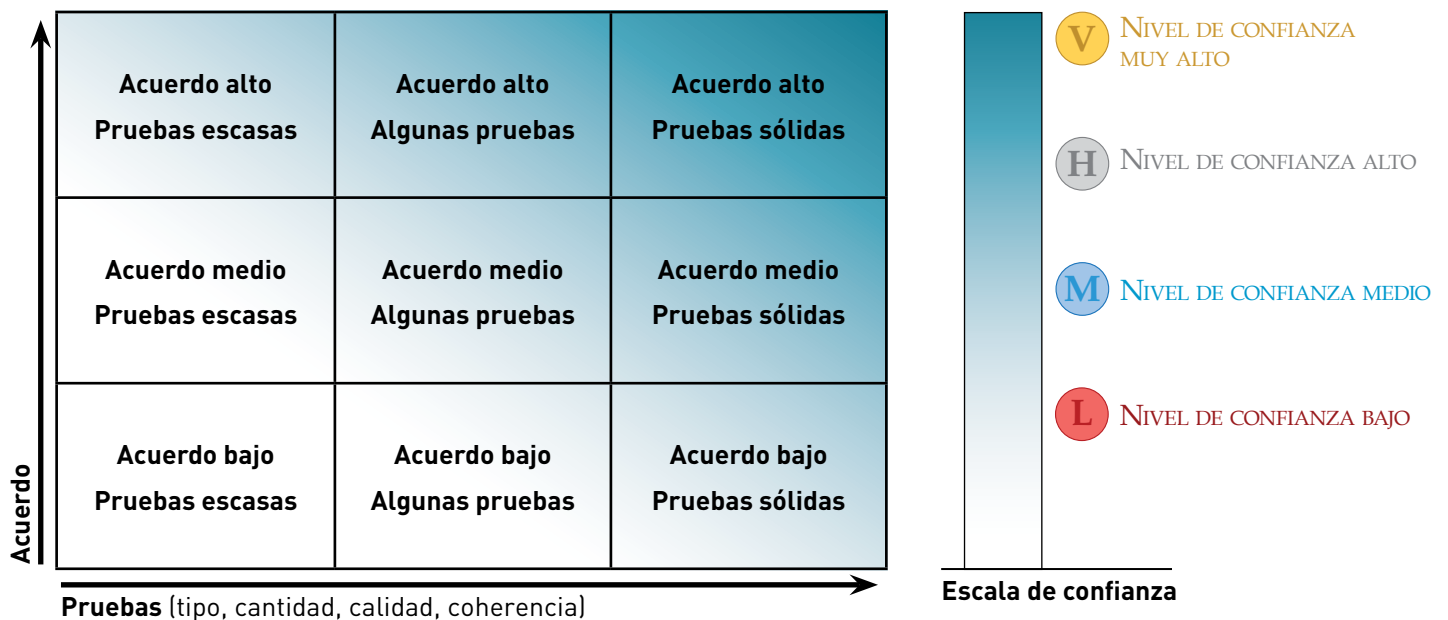 Acuerdo
Acuerdo alto
Pruebas escasas
Acuerdo alto
Algunas pruebas
Acuerdo alto
Pruebas sólidas
Acuerdo medio
Pruebas escasas
Acuerdo medio
Algunas pruebas
Acuerdo medio
Pruebas sólidas
Acuerdo bajo
Pruebas escasas
Acuerdo bajo
Algunas pruebas
Acuerdo bajo
Pruebas sólidas
Pruebas (tipo, cantidad, calidad, coherencia)
V
NIVEL DE CONFIANZA
MUY ALTO
H NIVEL DE CONFIANZA ALTO
M NIVEL DE CONFIANZA MEDIO
L NIVEL DE CONFIANZA BAJO
Escala de confianza